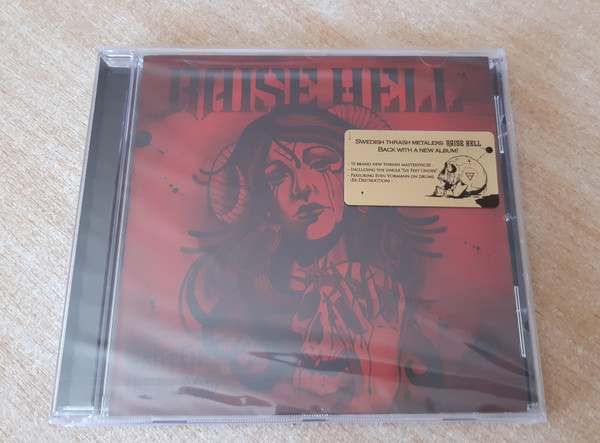 RAISE HELL
SWEDISH THRASH METALERS RAISE HELL
BACK WITH A NEW ALBUM!
- 10 BRAND NEW THRASH MASTERPIECES -
- INCLUDING THE SINGLE "SIX FEET UNDER"
- FEATURING SVEN VORMANN ON DRUMS
(EX-DESTRUCTION) -